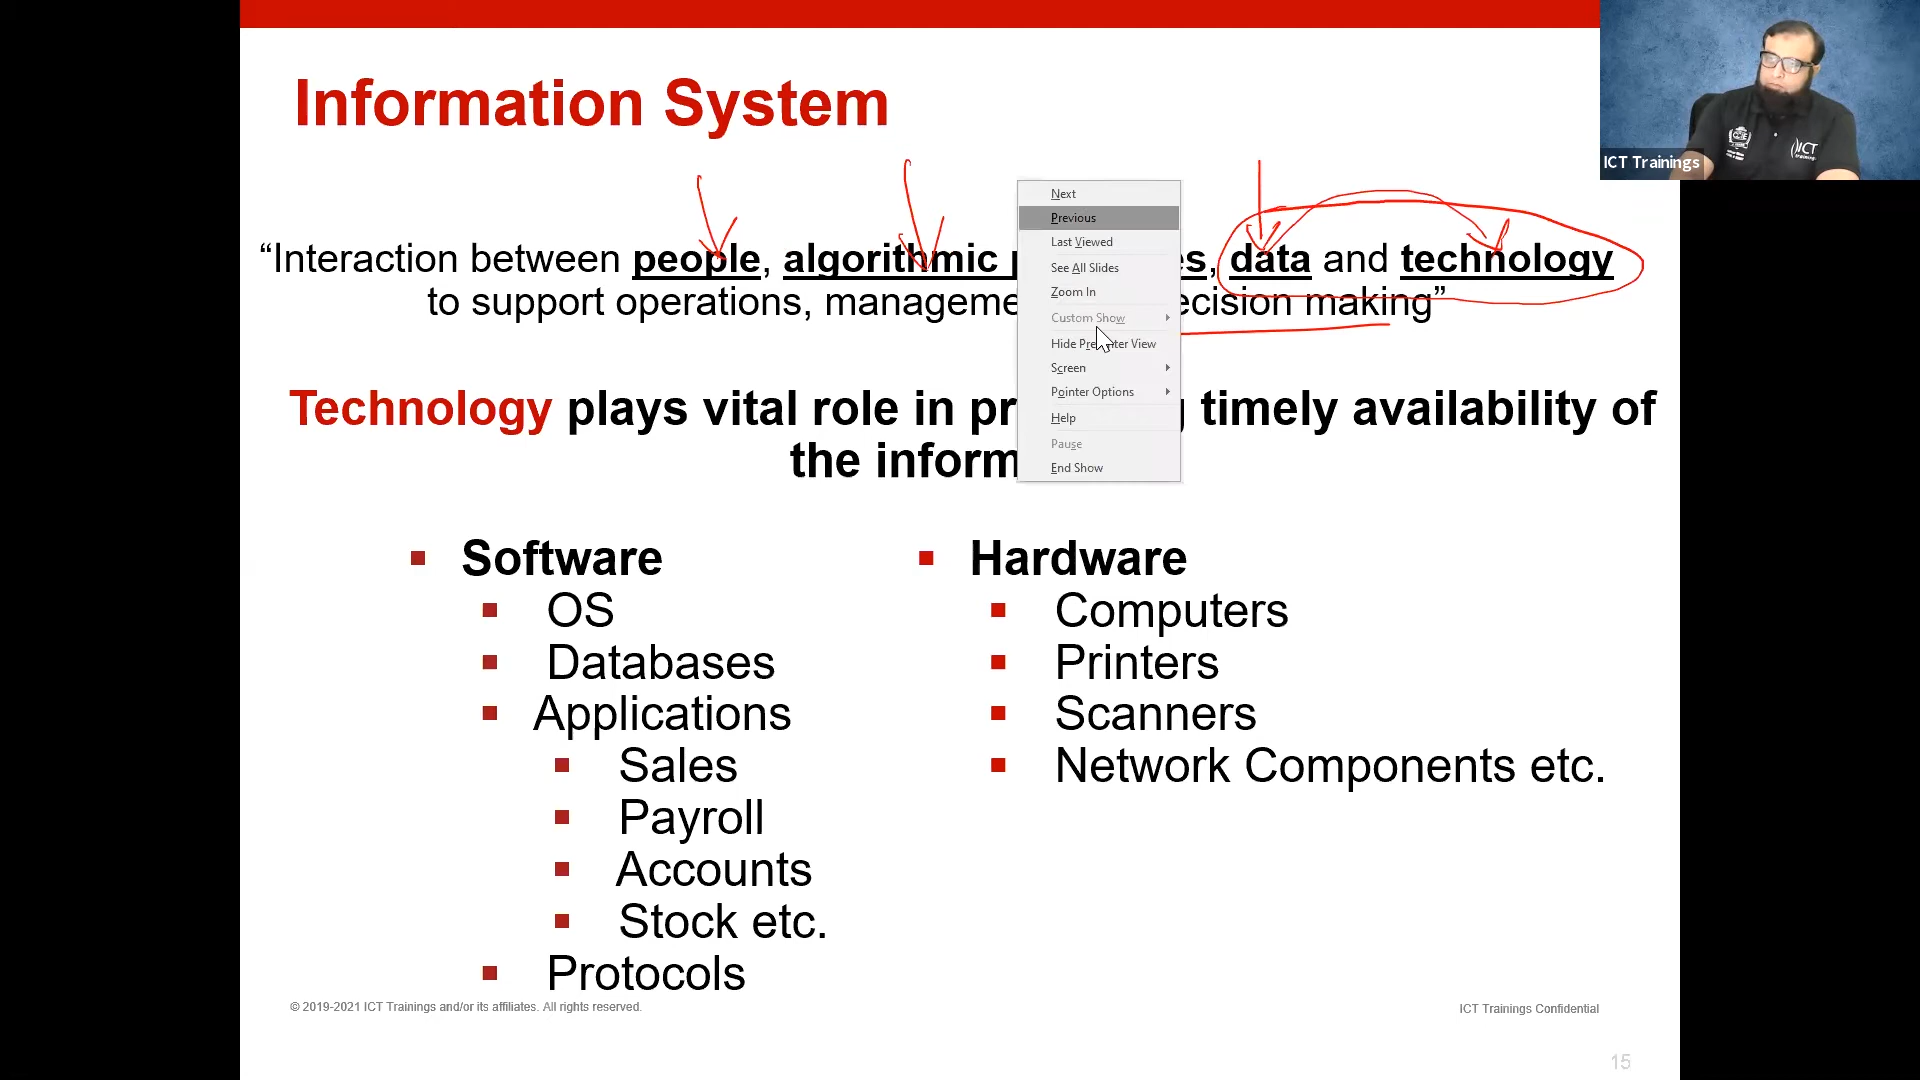 Information System
ICT Trainings
ICT
“Interaction between people, algorithmic p es, data and technology
to support operations, manageme ecision making”
Next
Previous
Last Viewed
See All Slides
Zoom In
Custom Show
Hide Pre ter View
Screen
Pointer Options
Help
Pause
End Show
Technology plays vital role in pr g timely availability of
the inform
Software
OS
Databases
Applications
Sales
Payroll
Accounts
Stock etc.
Protocols
Hardware
Computers
Printers
Scanners
Network Components etc.
© 2019-2021 ICT Trainings and/or its affiliates. All rights reserved.
ICT Trainings Confidential
15